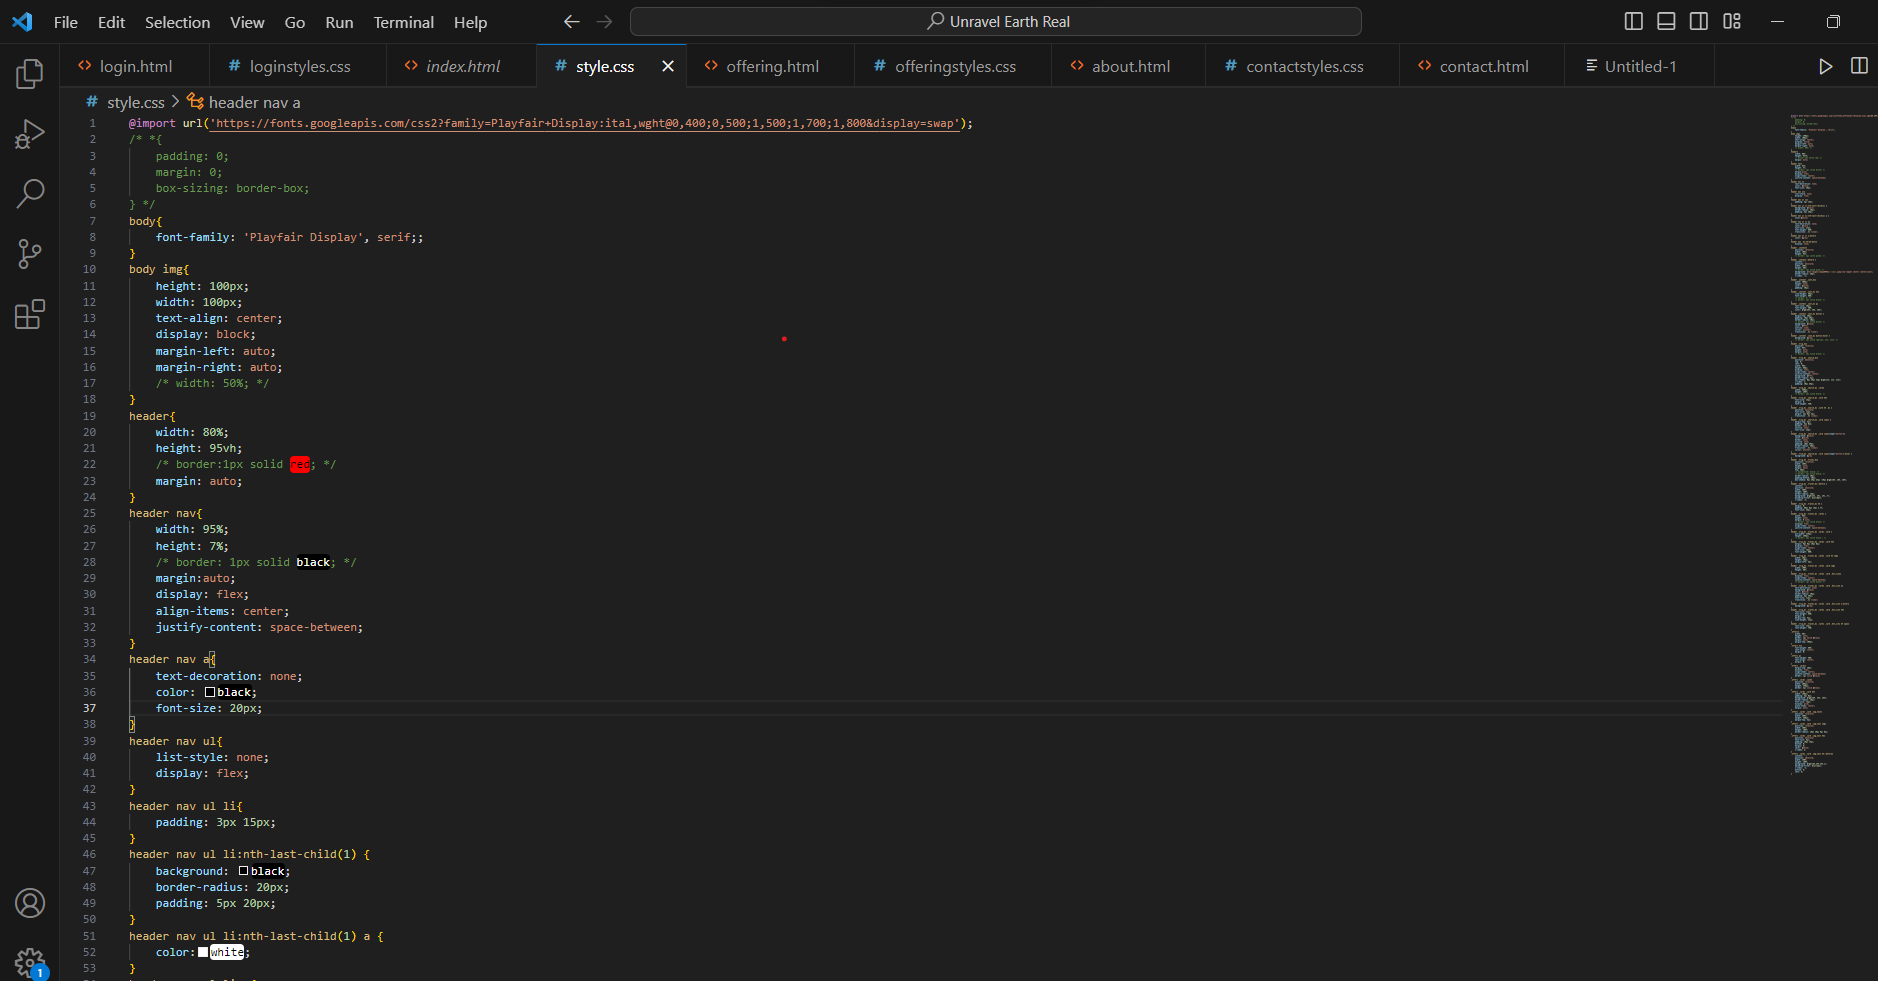 File Edit Selection View Go Run Terminal Help Unravel Earth Real
login.html # loginstyles.css index.html # style.css offering.html # offeringstyles.css about.html # contactstyles.css contact.html Untitled-1
# style.css > header nav a
1 @import url('https://fonts.googleapis.com/css2?family=Playfair+Display:ital,wght@0,400;0,500;1,500;1,700;1,800&display=swap');
2 /* *{
3 padding: 0;
4 margin: 0;
5 box-sizing: border-box;
6 } */
7 body{
8 font-family: 'Playfair Display', serif;;
9 }
10 body img{
11 height: 100px;
12 width: 100px;
13 text-align: center;
14 display: block;
15 margin-left: auto;
16 margin-right: auto;
17 /* width: 50%; */
18 }
19 header{
20 width: 80%;
21 height: 95vh;
22 /* border:1px solid red; */
23 margin: auto;
24 }
25 header nav{
26 width: 95%;
27 height: 7%;
28 /* border: 1px solid black; */
29 margin:auto;
30 display: flex;
31 align-items: center;
32 justify-content: space-between;
33 }
34 header nav a{
35 text-decoration: none;
36 color: black;
37 font-size: 20px;
38 }
39 header nav ul{
40 list-style: none;
41 display: flex;
42 }
43 header nav ul li{
44 padding: 3px 15px;
45 }
46 header nav ul li:nth-last-child(1) {
47 background: black;
48 border-radius: 20px;
49 padding: 5px 20px;
50 }
51 header nav ul li:nth-last-child(1) a {
52 color: white;
53 }
1